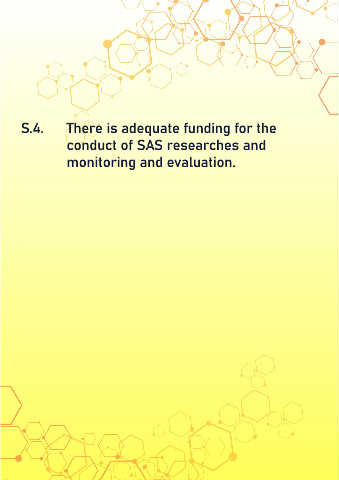 S.4. There is adequate funding for the
conduct of SAS researches and
monitoring and evaluation.